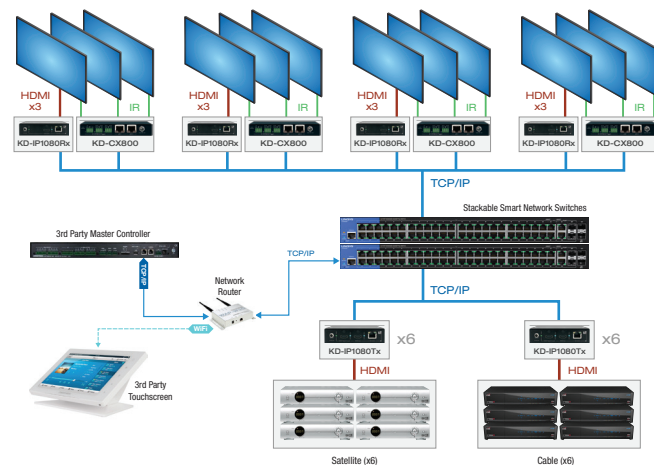 HDMI
x3
IR
HDMI
x3
IR
HDMI
x3
IR
HDMI
x3
IR
KD-IP1080Rx
KD-CX800
KD-IP1080Rx
KD-CX800
KD-IP1080Rx
KD-CX800
KD-IP1080Rx
KD-CX800
TCP/IP
Stackable Smart Network Switches
3rd Party Master Controller
TCP/IP
TCP/IP
Network
Router
TCP/IP
WiFi
x6
x6
KD-IP1080Tx
KD-IP1080Tx
HDMI
HDMI
3rd Party
Touchscreen
Satellite (x6)
Cable (x6)